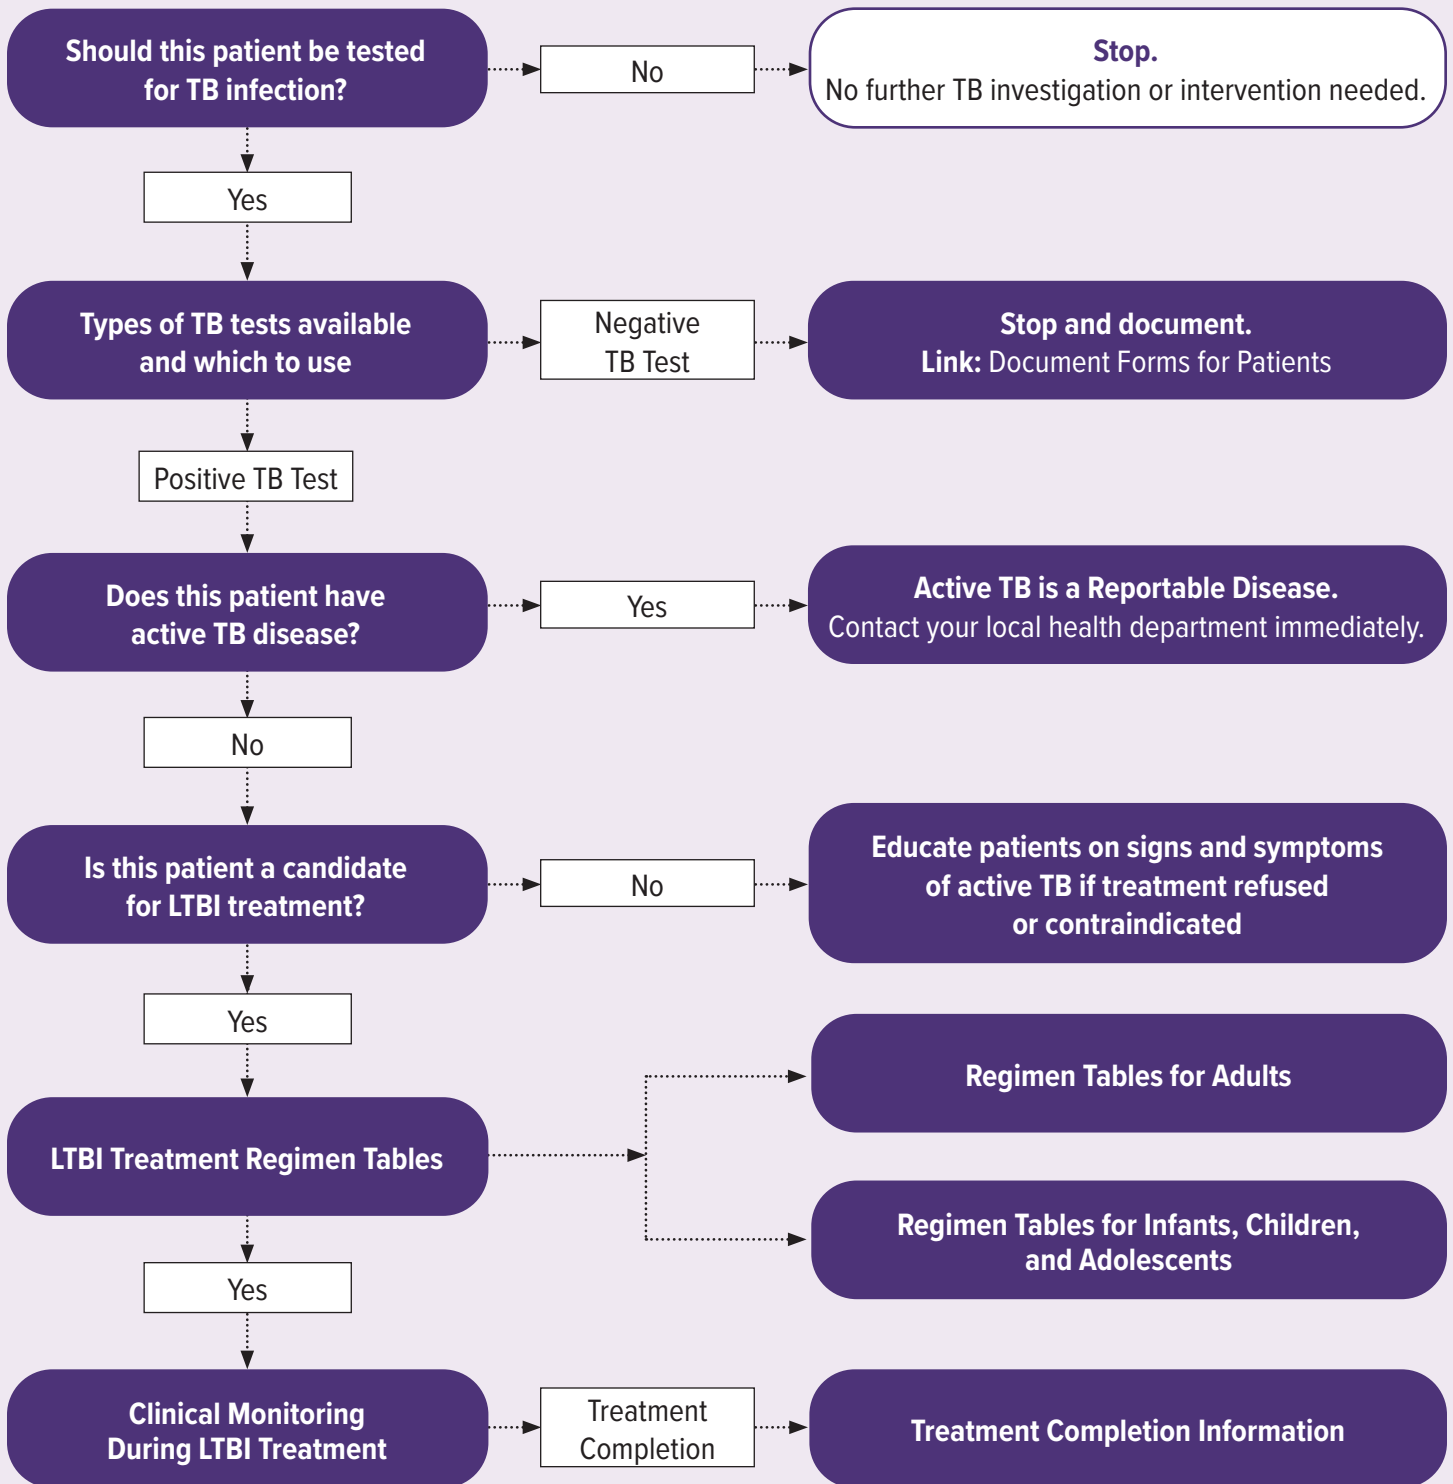 Should this patient be tested
for TB infection?
No
Stop.
No further TB investigation or intervention needed.
Yes
Types of TB tests available
and which to use
Negative
TB Test
Stop and document.
Link: Document Forms for Patients
Positive TB Test
Does this patient have
active TB disease?
Yes
Active TB is a Reportable Disease.
Contact your local health department immediately.
No
Is this patient a candidate
for LTBI treatment?
No
Educate patients on signs and symptoms
of active TB if treatment refused
or contraindicated
Yes
LTBI Treatment Regimen Tables
Regimen Tables for Adults
Regimen Tables for Infants, Children,
and Adolescents
Yes
Clinical Monitoring
During LTBI Treatment
Treatment
Completion
Treatment Completion Information